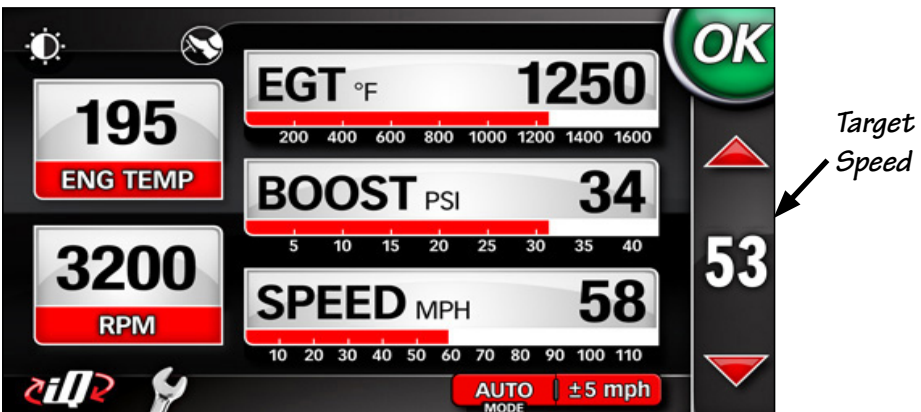 OK
195
ENG TEMP
3200
RPM
iQ
EGT °F 1250
200 400 600 800 1000 1200 1400 1600
BOOST PSI 34
5 10 15 20 25 30 35 40
SPEED MPH 58
10 20 30 40 50 60 70 80 90 100 110
AUTO ±5 mph
MODE
53
Target
Speed